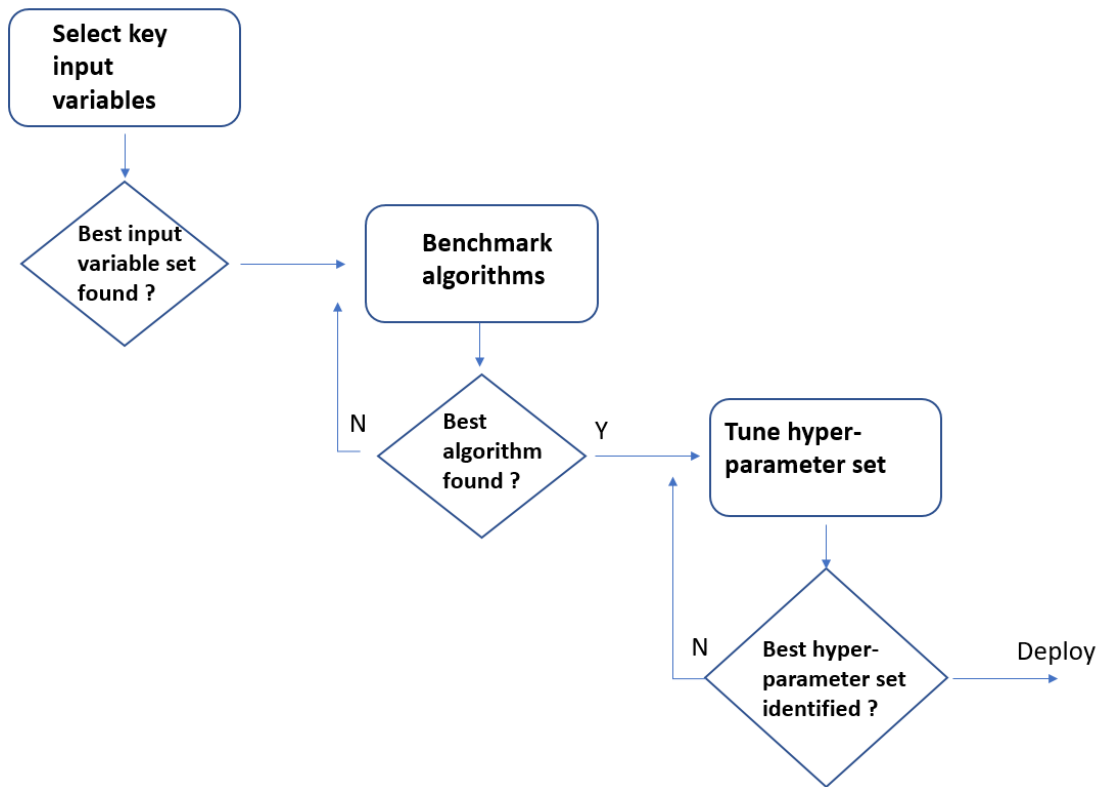 Select key
input
variables
Best input
variable set
found ?
Benchmark
algorithms
N
Best
algorithm
found ?
Y
Tune hyper-
parameter set
N
Best hyper-
parameter set
identified ?
Deploy